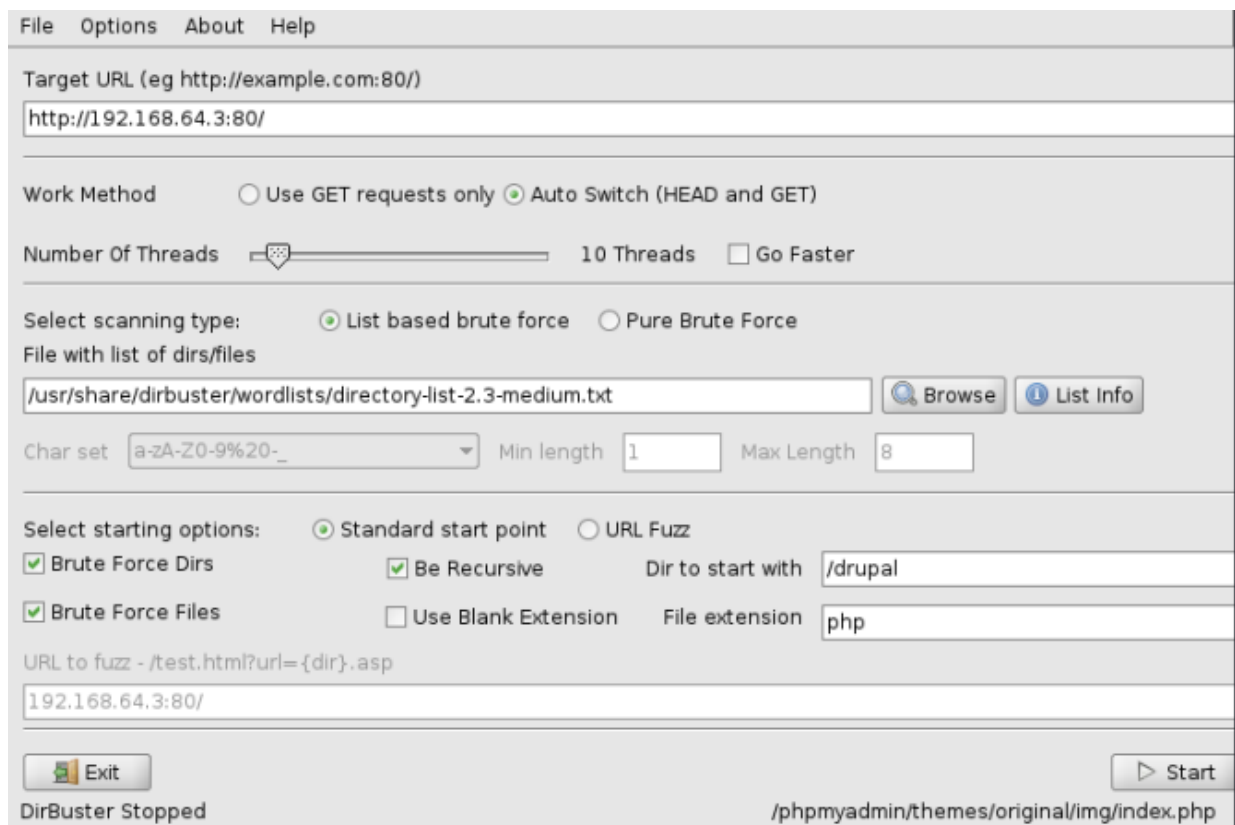 File Options About Help
Target URL (eg http://example.com:80/)
http://192.168.64.3:80/
Work Method Use GET requests only Auto Switch (HEAD and GET)
Number Of Threads 10 Threads Go Faster
Select scanning type: List based brute force Pure Brute Force
File with list of dirs/files
/usr/share/dirbuster/wordlists/directory-list-2.3-medium.txt Browse List Info
Char set a-zA-Z0-9%20-_ Min length 1 Max Length 8
Select starting options: Standard start point URL Fuzz
Brute Force Dirs Be Recursive Dir to start with /drupal
Brute Force Files Use Blank Extension File extension php
URL to fuzz - /test.html?url={dir}.asp
192.168.64.3:80/
Exit Start
DirBuster Stopped /phpmyadmin/themes/original/img/index.php